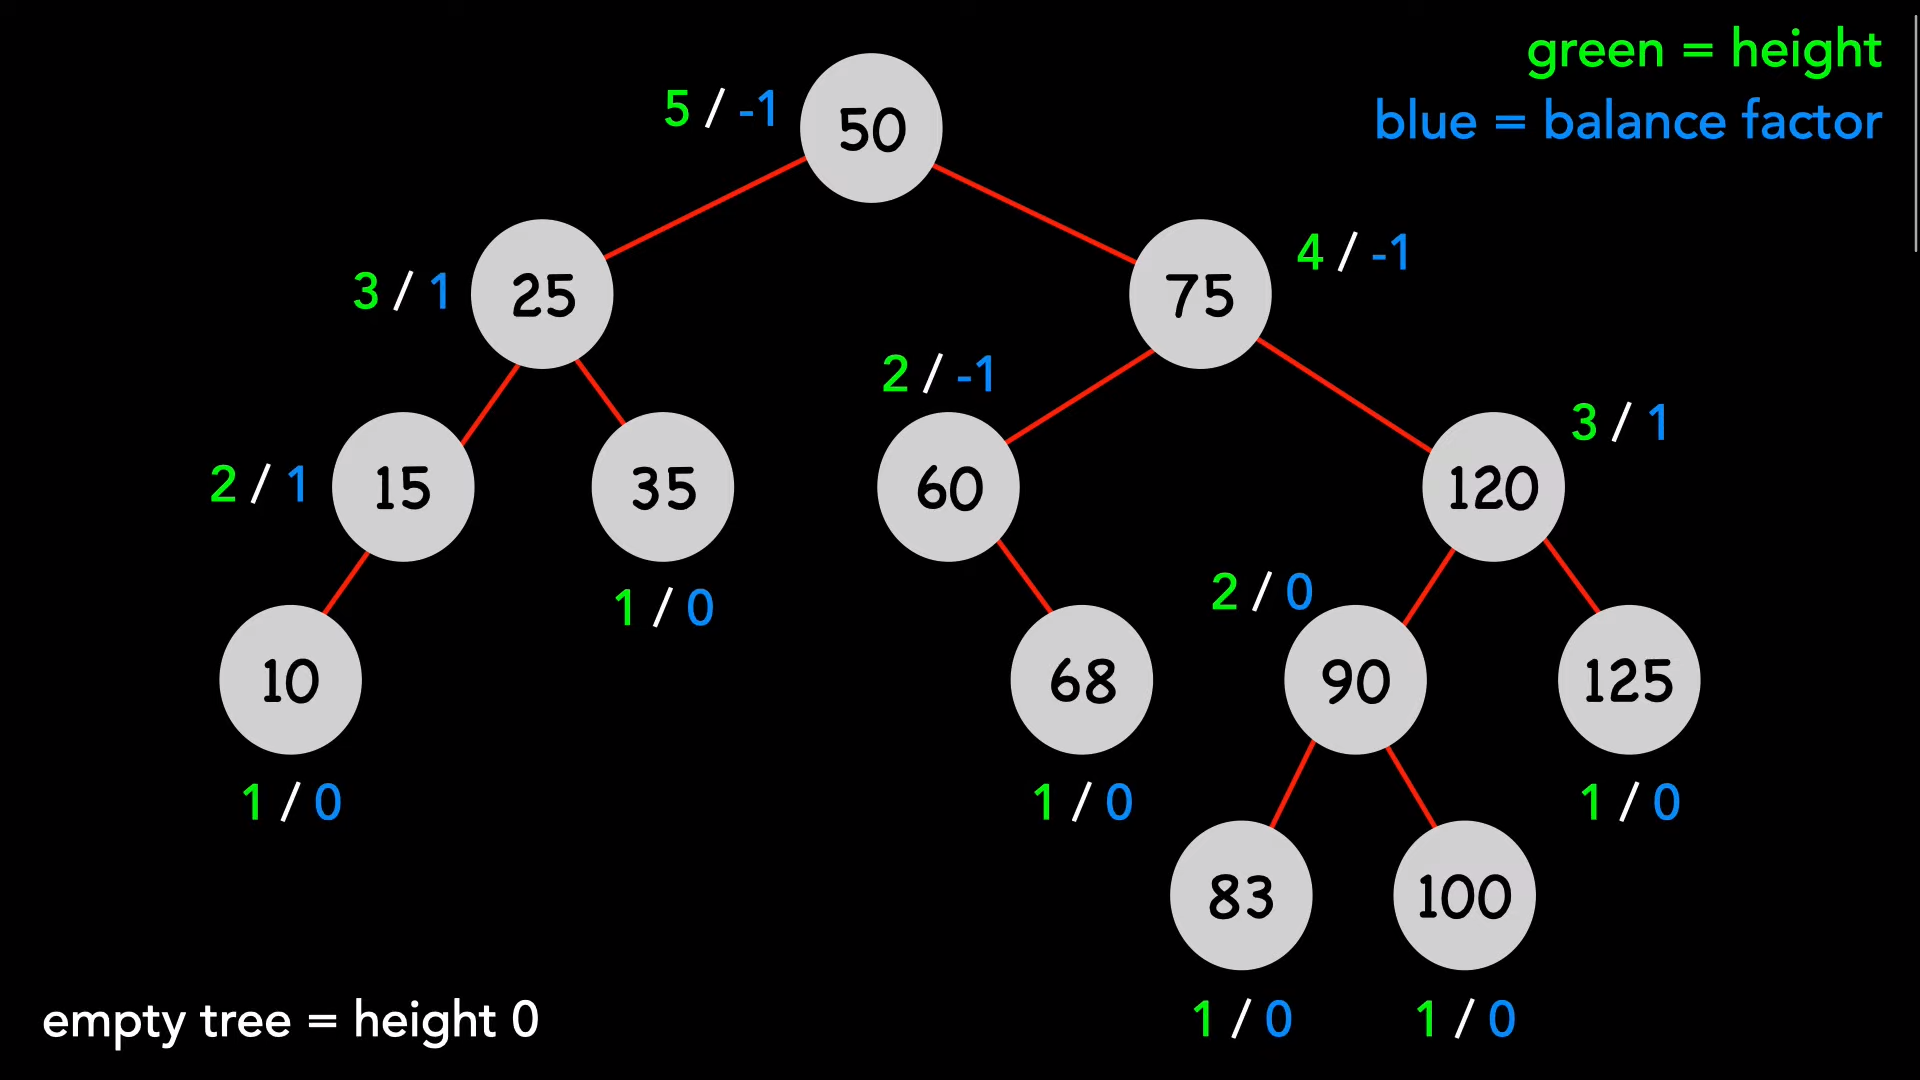 green = height
blue = balance factor
5 / -1
50
4 / -1
3 / 1
25
75
2 / -1
3 / 1
2 / 1
15
35
60
120
1 / 0
2 / 0
10
68
90
125
1 / 0
1 / 0
1 / 0
83
100
empty tree = height 0
1 / 0
1 / 0